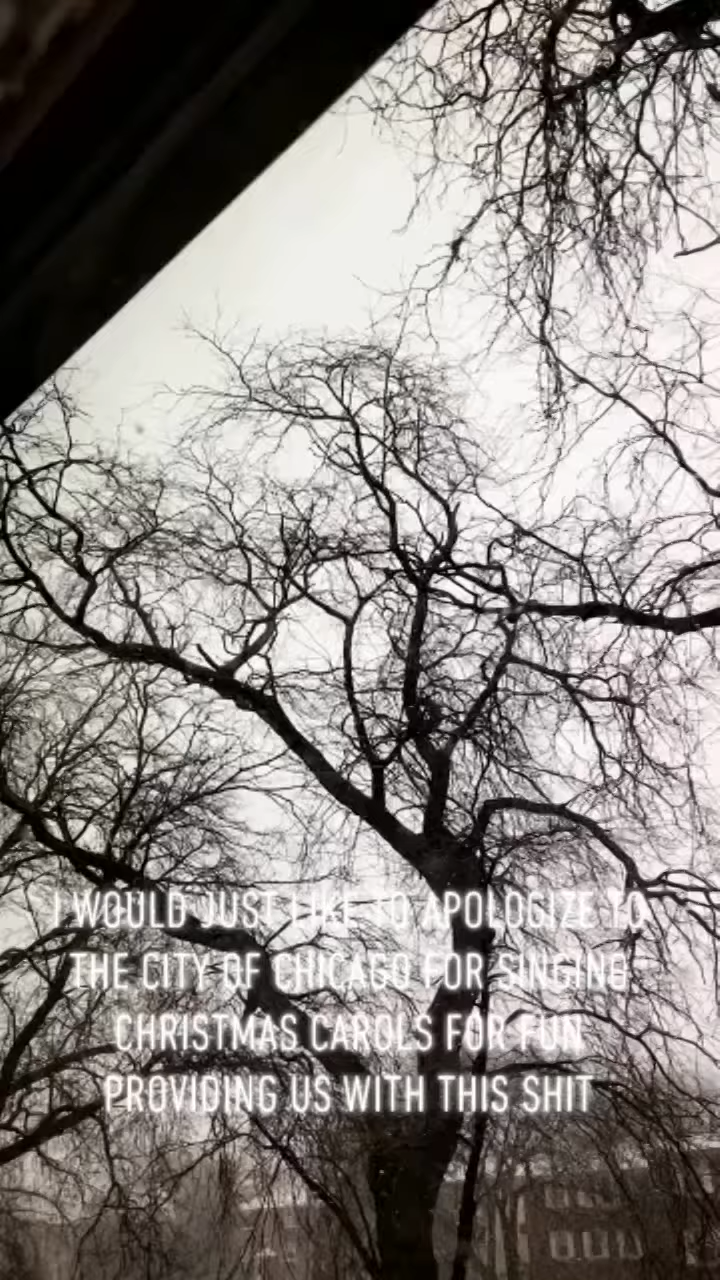 I WOULD JUST LIKE TO APOLOGIZE TO
THE CITY OF CHICAGO FOR SINGING
CHRISTMAS CAROLS FOR FUN
PROVIDING US WITH THIS SHIT